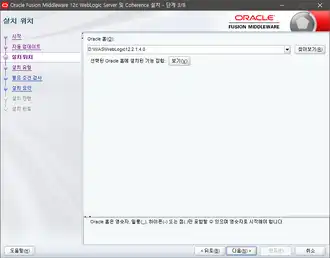 Oracle Fusion Middleware 12c WebLogic Server 및 Coherence 설치 - 단계 3/8
설치 위치
ORACLE
FUSION MIDDLEWARE
시작
자동 업데이트
설치 위치
설치 유형
필요 조건 검사
설치 요약
설치 진행
설치 완료
Oracle 홈(O):
D:\WAS\WebLogic12.2.1.4.0
찾아보기(R)
선택된 Oracle 홈에 설치된 기능 집합:
보기(V)
Oracle 홈은 영숫자, 밑줄(_), 하이픈(-) 또는 점(.)만 포함할 수 있으며 영숫자로 시작해야 합니다.
도움말(H)
< 뒤로(B)
다음(N) >
완료(F)
취소